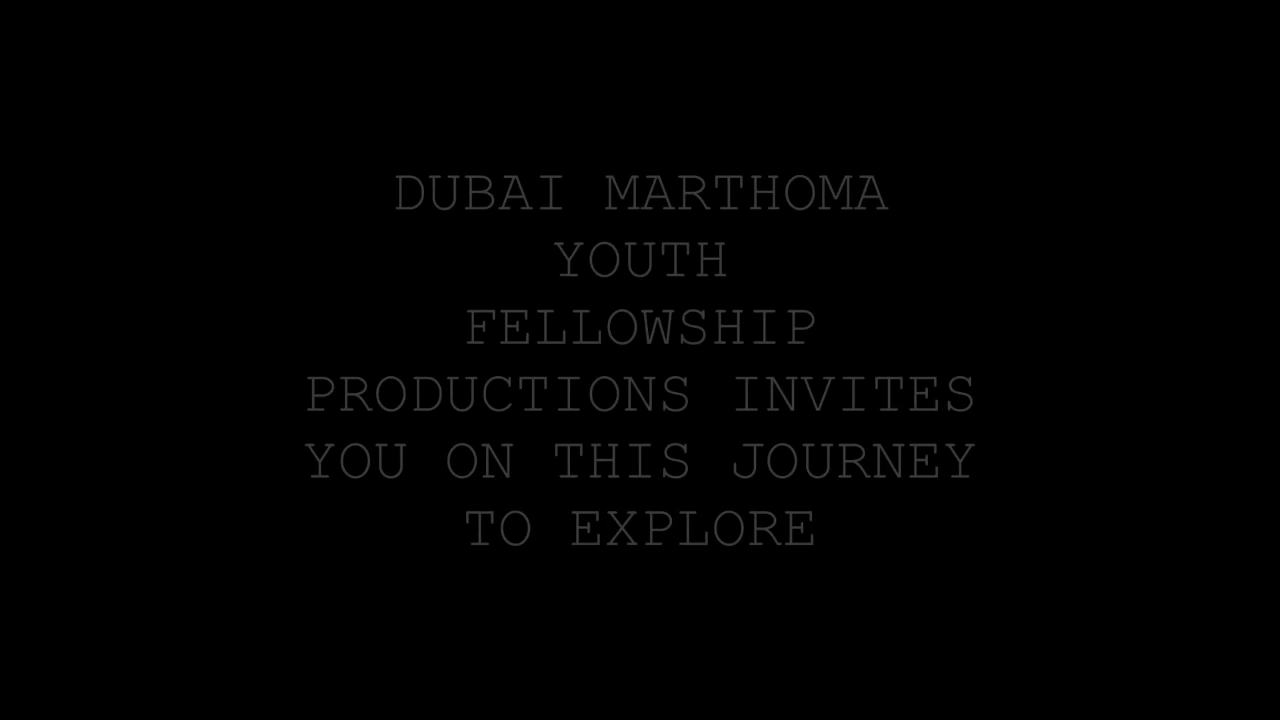 DUBAI MARTHOMA
YOUTH
FELLOWSHIP
PRODUCTIONS INVITES
YOU ON THIS JOURNEY
TO EXPLORE